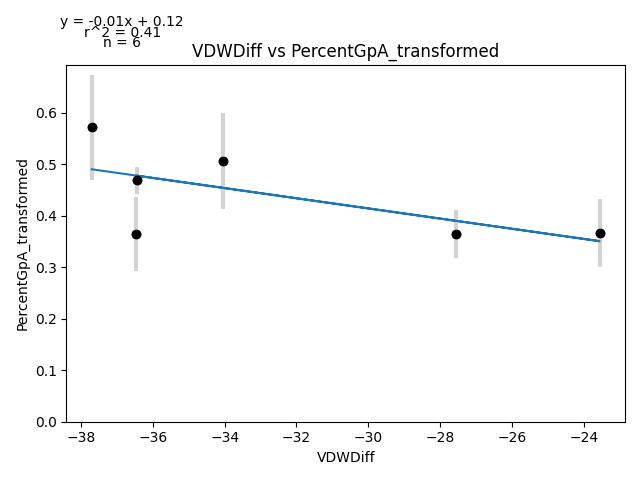 y = -0.01x + 0.12
r^2 = 0.41
n = 6
VDWDiff vs PercentGpA_transformed
PercentGpA_transformed
0.6
0.5
0.4
0.3
0.2
0.1
0.0
−38 −36 −34 −32 −30 −28 −26 −24
VDWDiff